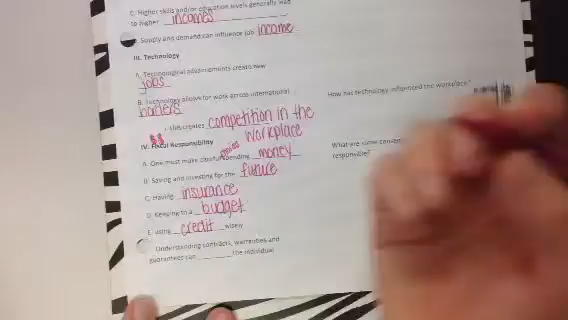 C. Higher skills and/or education levels generally lead
to higher incomes
Supply and demand can influence job income
III. Technology
A. Technological advancements create new
jobs
B. Technology allows for work across international
borders
How has technology influenced the workplace?
this creates competition in the
workplace
$$
IV. Fiscal Responsibility
What are some
A. One must make choices spending money
responsible?
B. Saving and investing for the future
C. Having insurance
D. Keeping to a budget
E. using credit wisely
Understanding contracts, warranties and
guarantees can ________ the individual